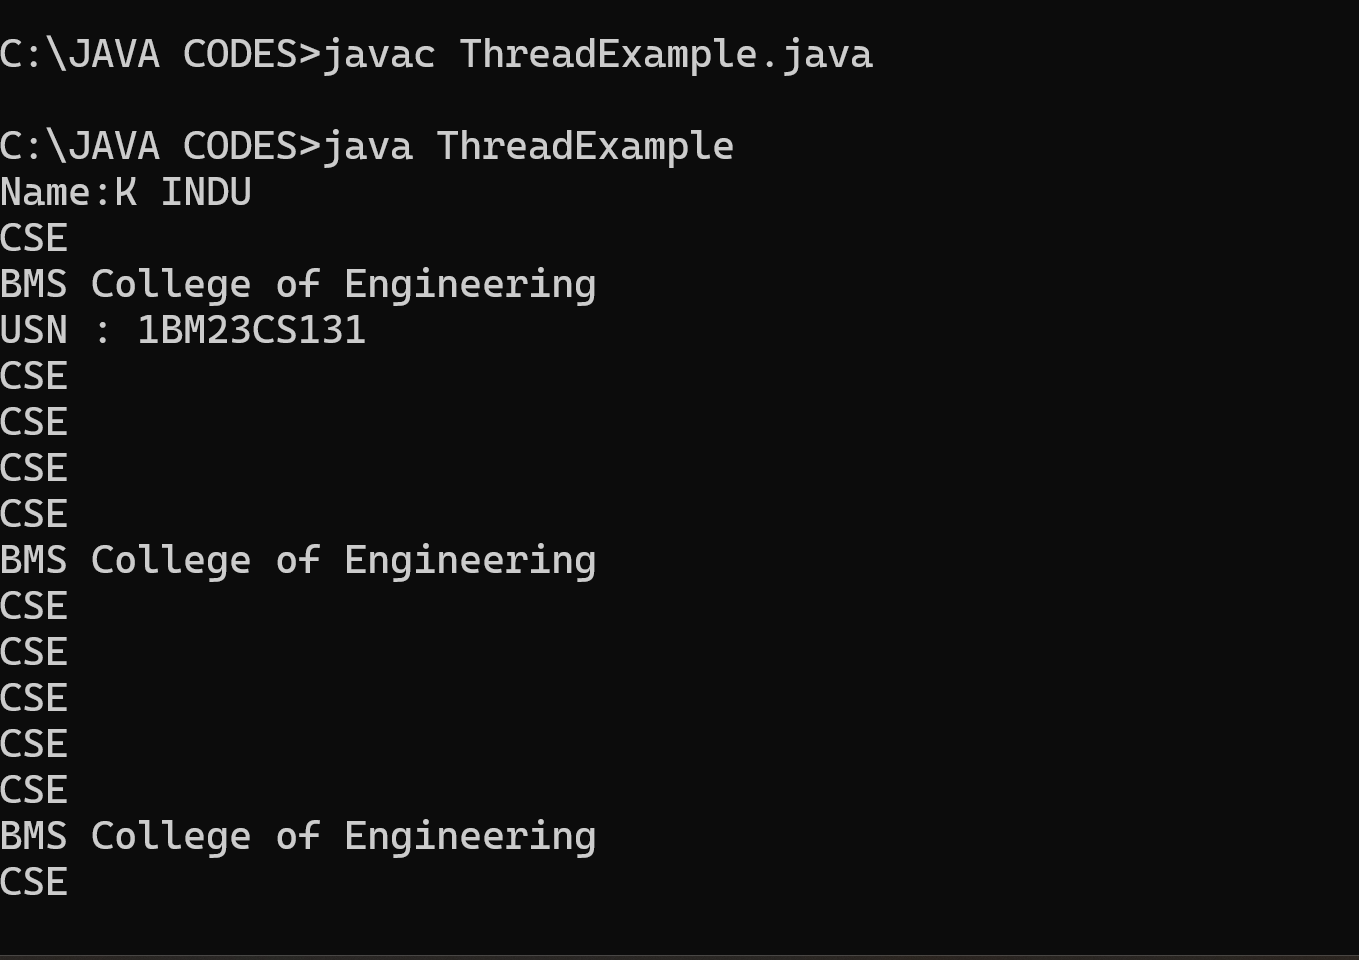 C:\JAVA CODES>javac ThreadExample.java
C:\JAVA CODES>java ThreadExample
Name:K INDU
CSE
BMS College of Engineering
USN : 1BM23CS131
CSE
CSE
CSE
CSE
BMS College of Engineering
CSE
CSE
CSE
CSE
CSE
BMS College of Engineering
CSE